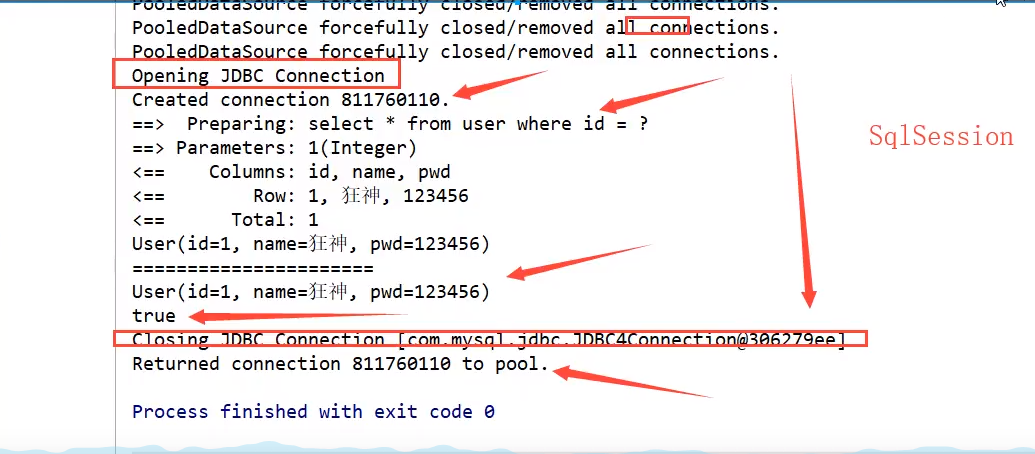 PooledDataSource forcefully closed/removed all connections.
PooledDataSource forcefully closed/removed all connections.
PooledDataSource forcefully closed/removed all connections.
Opening JDBC Connection
Created connection 811760110.
==>  Preparing: select * from user where id = ?
==> Parameters: 1(Integer)
<==    Columns: id, name, pwd
<==        Row: 1, 狂神, 123456
<==      Total: 1
User(id=1, name=狂神, pwd=123456)
======================
User(id=1, name=狂神, pwd=123456)
true
Closing JDBC Connection [com.mysql.jdbc.JDBC4Connection@306279ee]
Returned connection 811760110 to pool.
Process finished with exit code 0
SqlSession